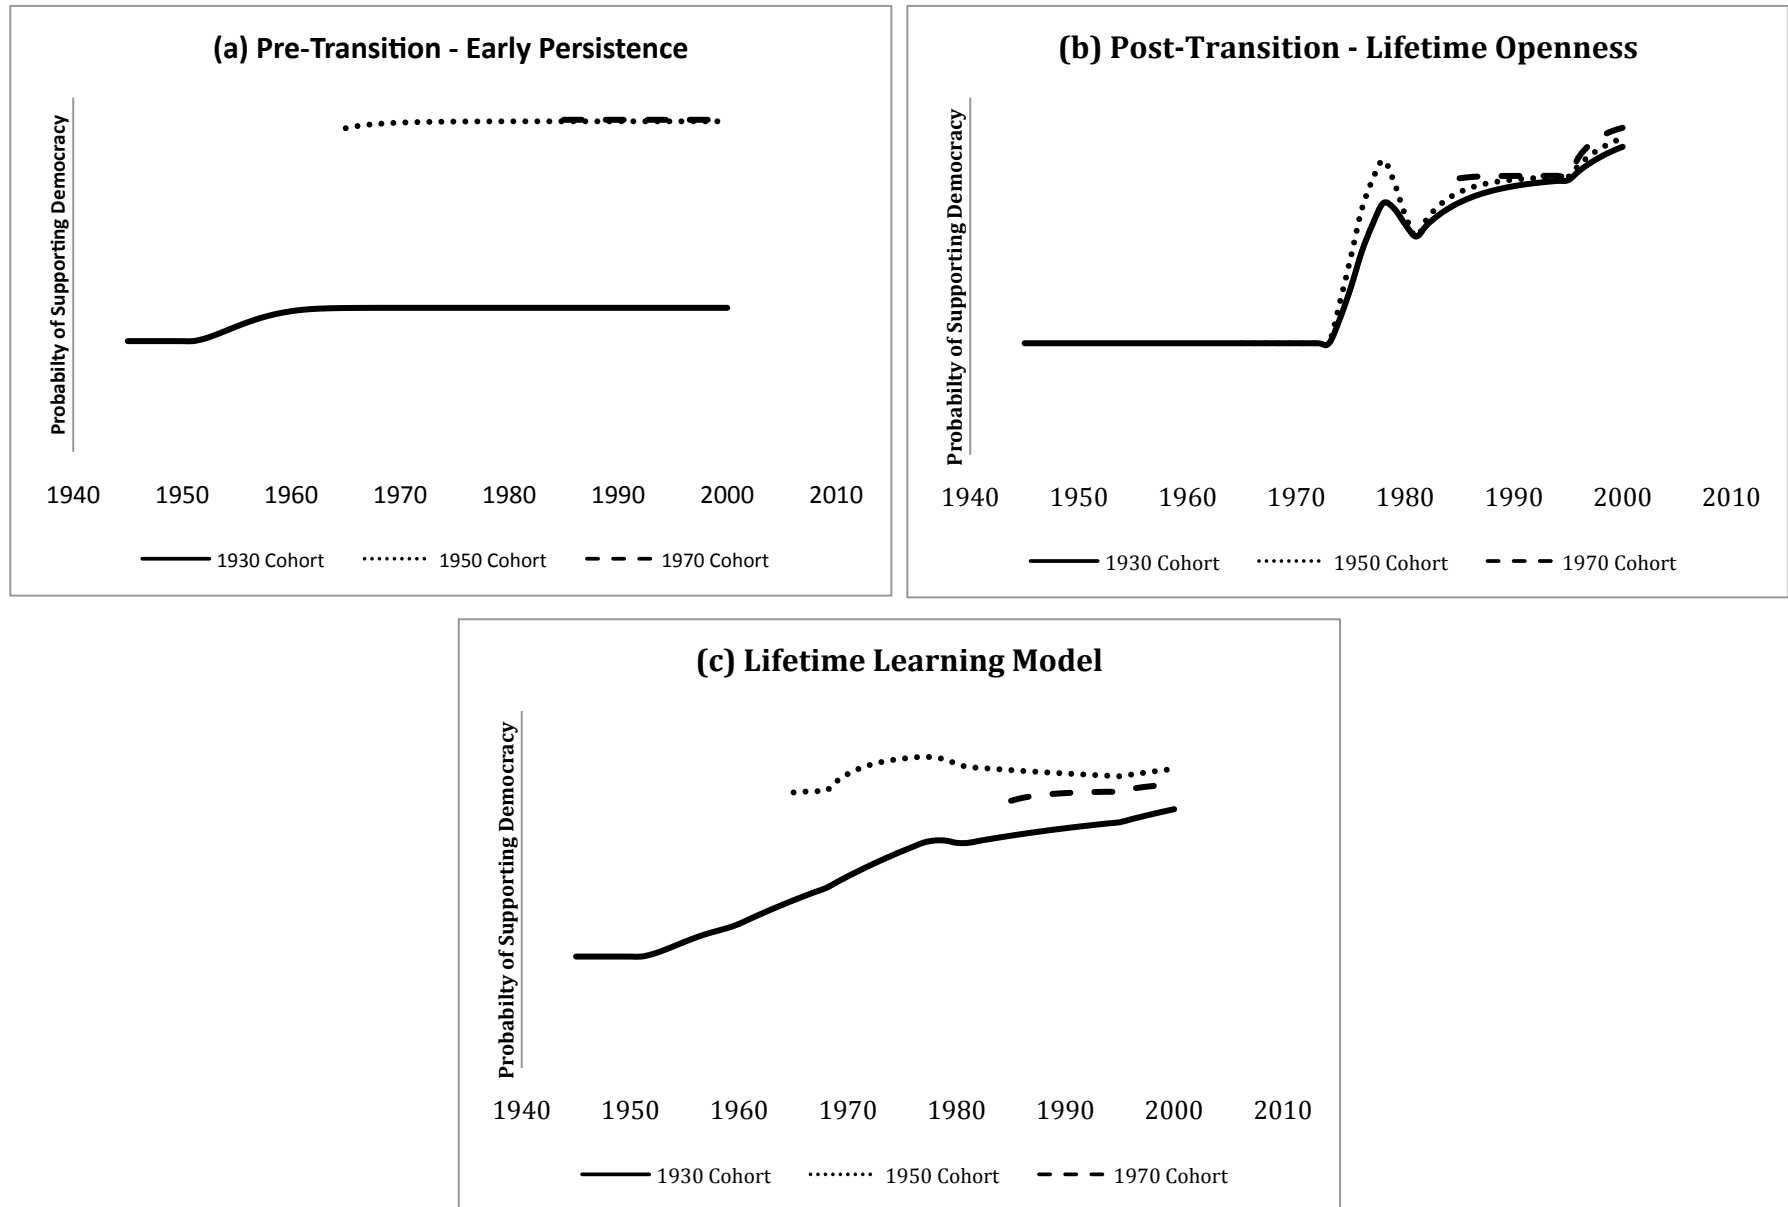 (a) Pre-Transition - Early Persistence
Probabilty of Supporting Democracy
1940 1950 1960 1970 1980 1990 2000 2010
1930 Cohort 1950 Cohort 1970 Cohort
(b) Post-Transition - Lifetime Openness
Probabilty of Supporting Democracy
1940 1950 1960 1970 1980 1990 2000 2010
1930 Cohort 1950 Cohort 1970 Cohort
(c) Lifetime Learning Model
Probabilty of Supporting Democracy
1940 1950 1960 1970 1980 1990 2000 2010
1930 Cohort 1950 Cohort 1970 Cohort